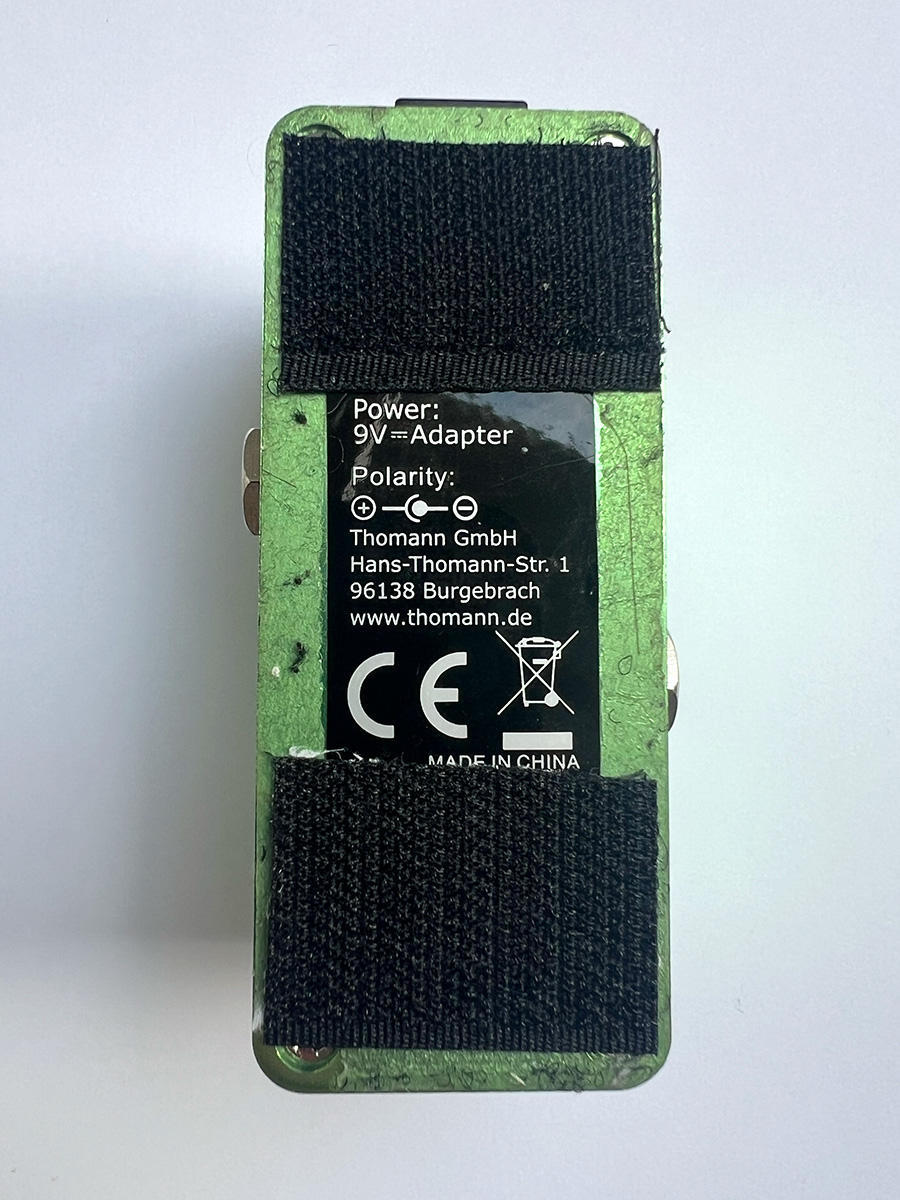 Power:
9V⎓Adapter
Polarity:
Thomann GmbH
Hans-Thomann-Str. 1
96138 Burgebrach
www.thomann.de
CE
MADE IN CHINA